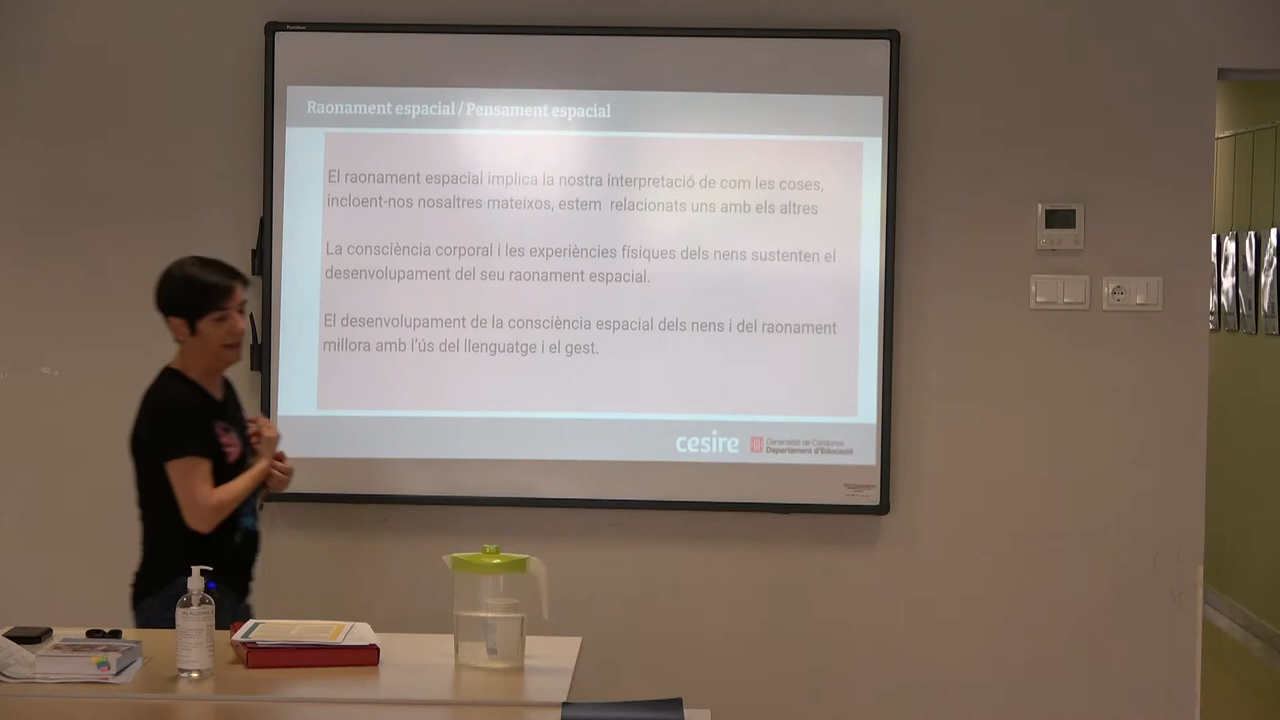 Raonament espacial / Pensament espacial
El raonament espacial implica la nostra interpretació de com les coses,
incloent-nos nosaltres mateixos, estem relacionats uns amb els altres
La consciència corporal i les experiències físiques dels nens sustenten el
desenvolupament del seu raonament espacial.
El desenvolupament de la consciència espacial dels nens i del raonament
millora amb l'ús del llenguatge i el gest.
cesire
Generalitat de Catalunya
Departament d'Educació